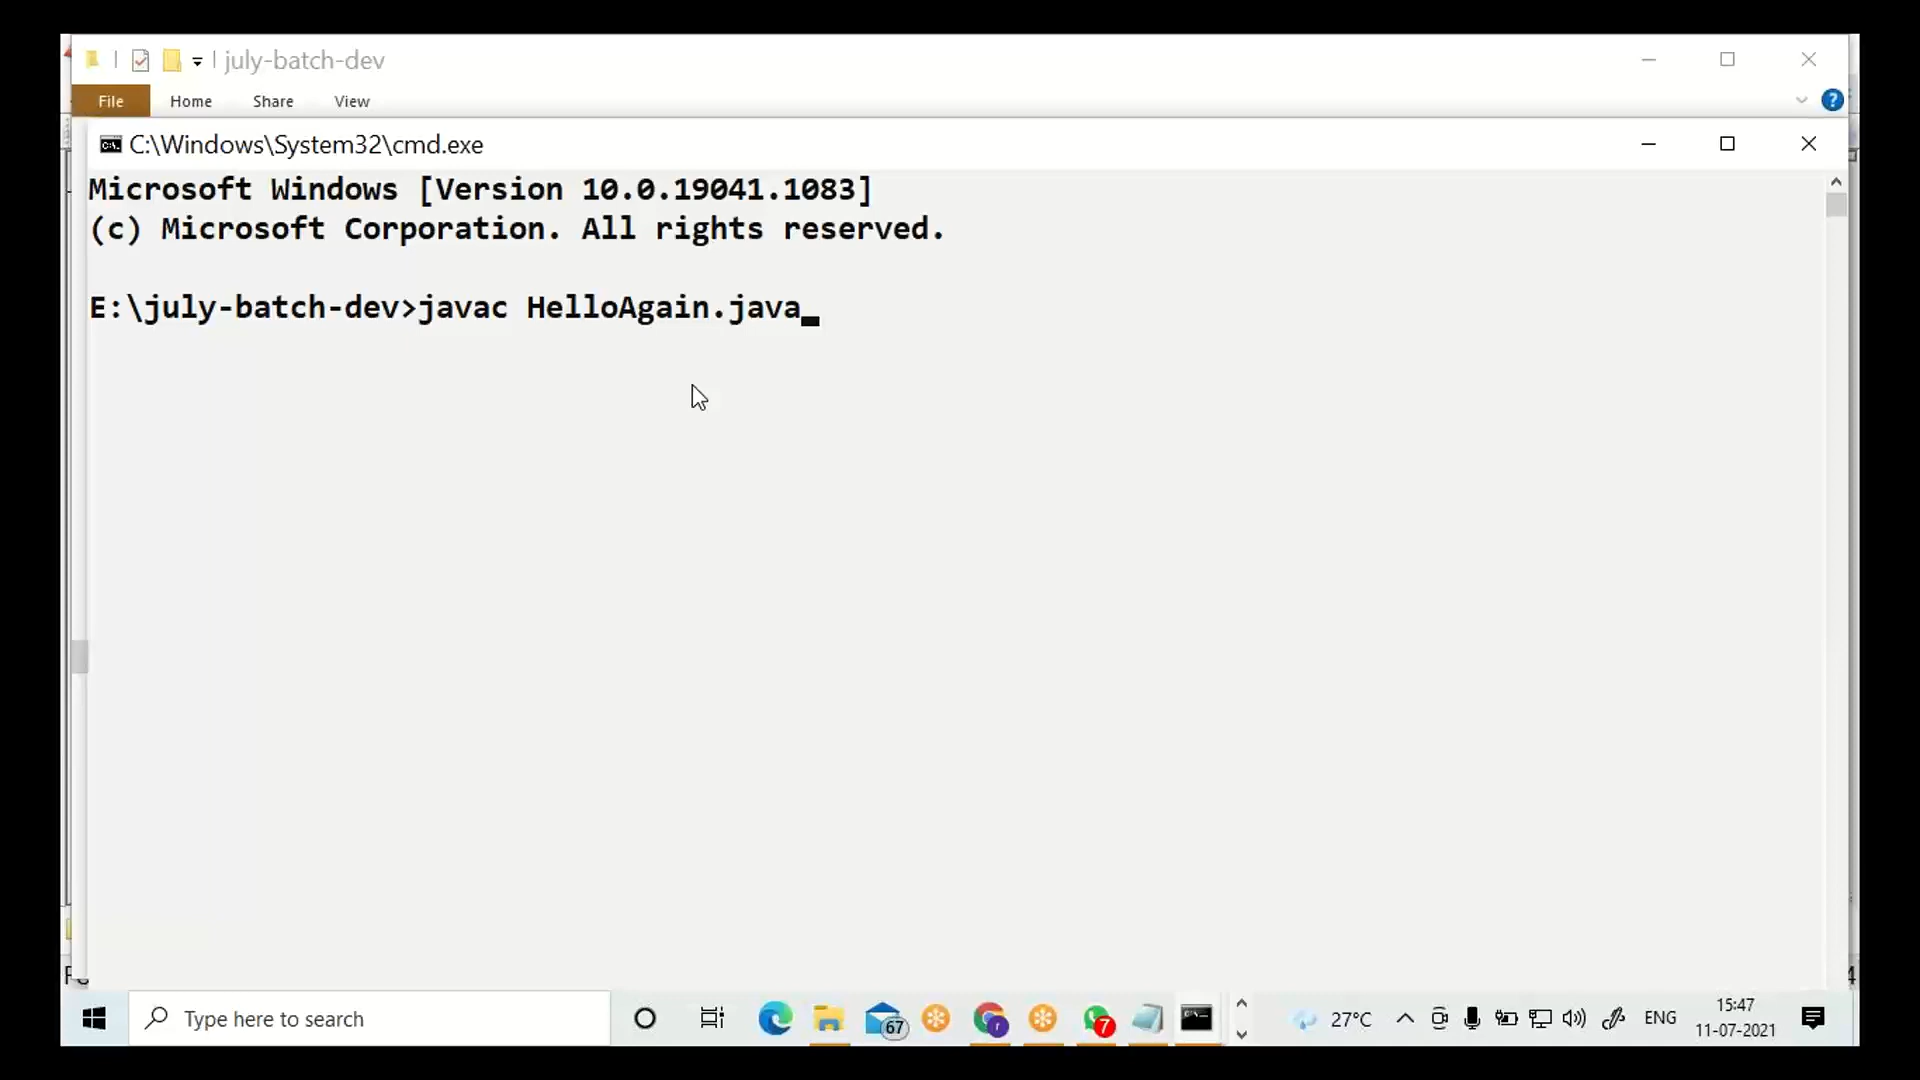 july-batch-dev
File Home Share View
C:\Windows\System32\cmd.exe
Microsoft Windows [Version 10.0.19041.1083]
(c) Microsoft Corporation. All rights reserved.
E:\july-batch-dev>javac HelloAgain.java
Type here to search
67
r
7
27°C
ENG
15:47
11-07-2021